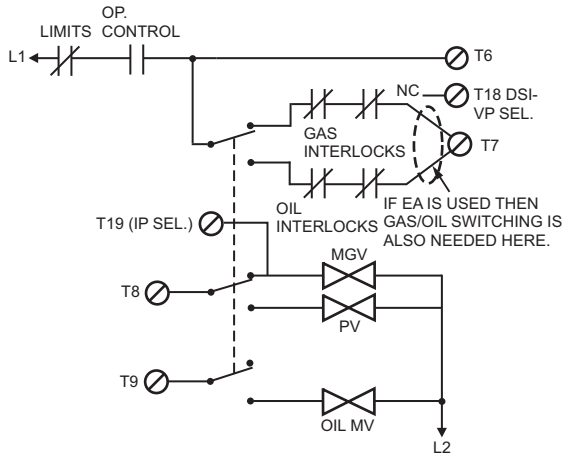 OP.
CONTROL
LIMITS
L1
T6
NC
T18 DSI-
VP SEL.
GAS
INTERLOCKS
T7
OIL
INTERLOCKS
IF EA IS USED THEN
GAS/OIL SWITCHING IS
ALSO NEEDED HERE.
T19 (IP SEL.)
MGV
T8
PV
T9
OIL MV
L2